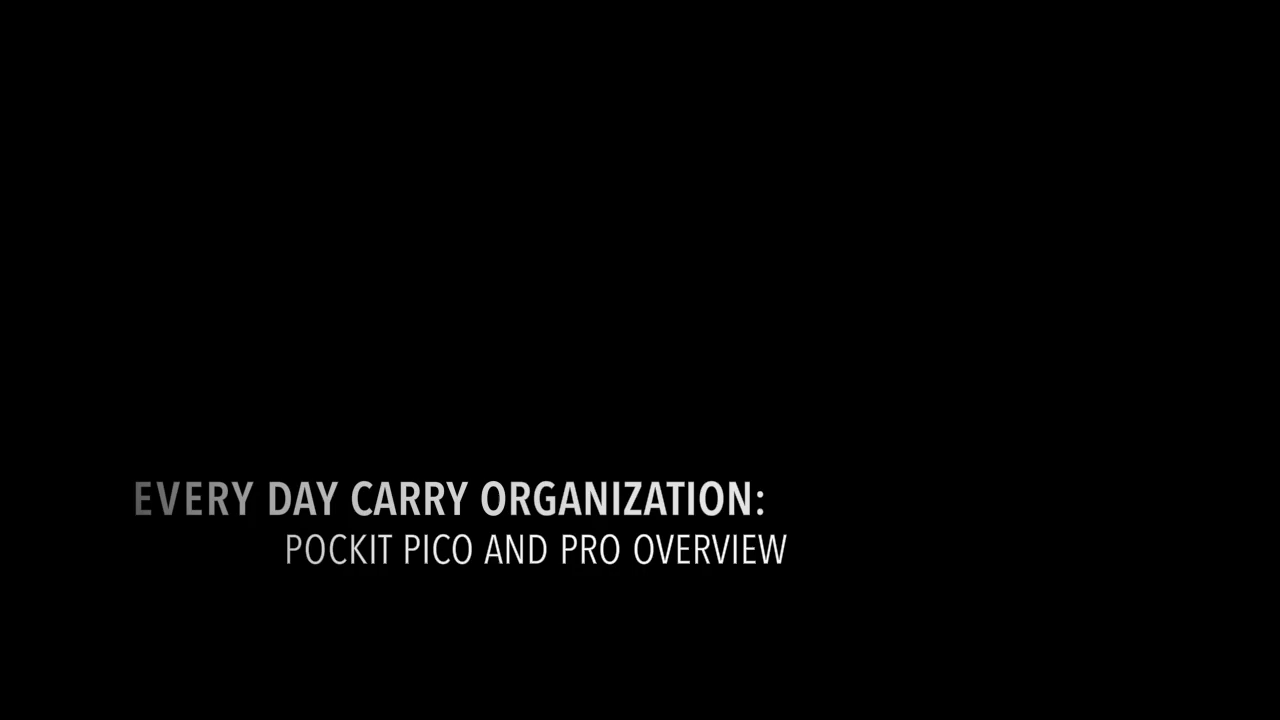 EVERY DAY CARRY ORGANIZATION:
POCKIT PICO AND PRO OVERVIEW